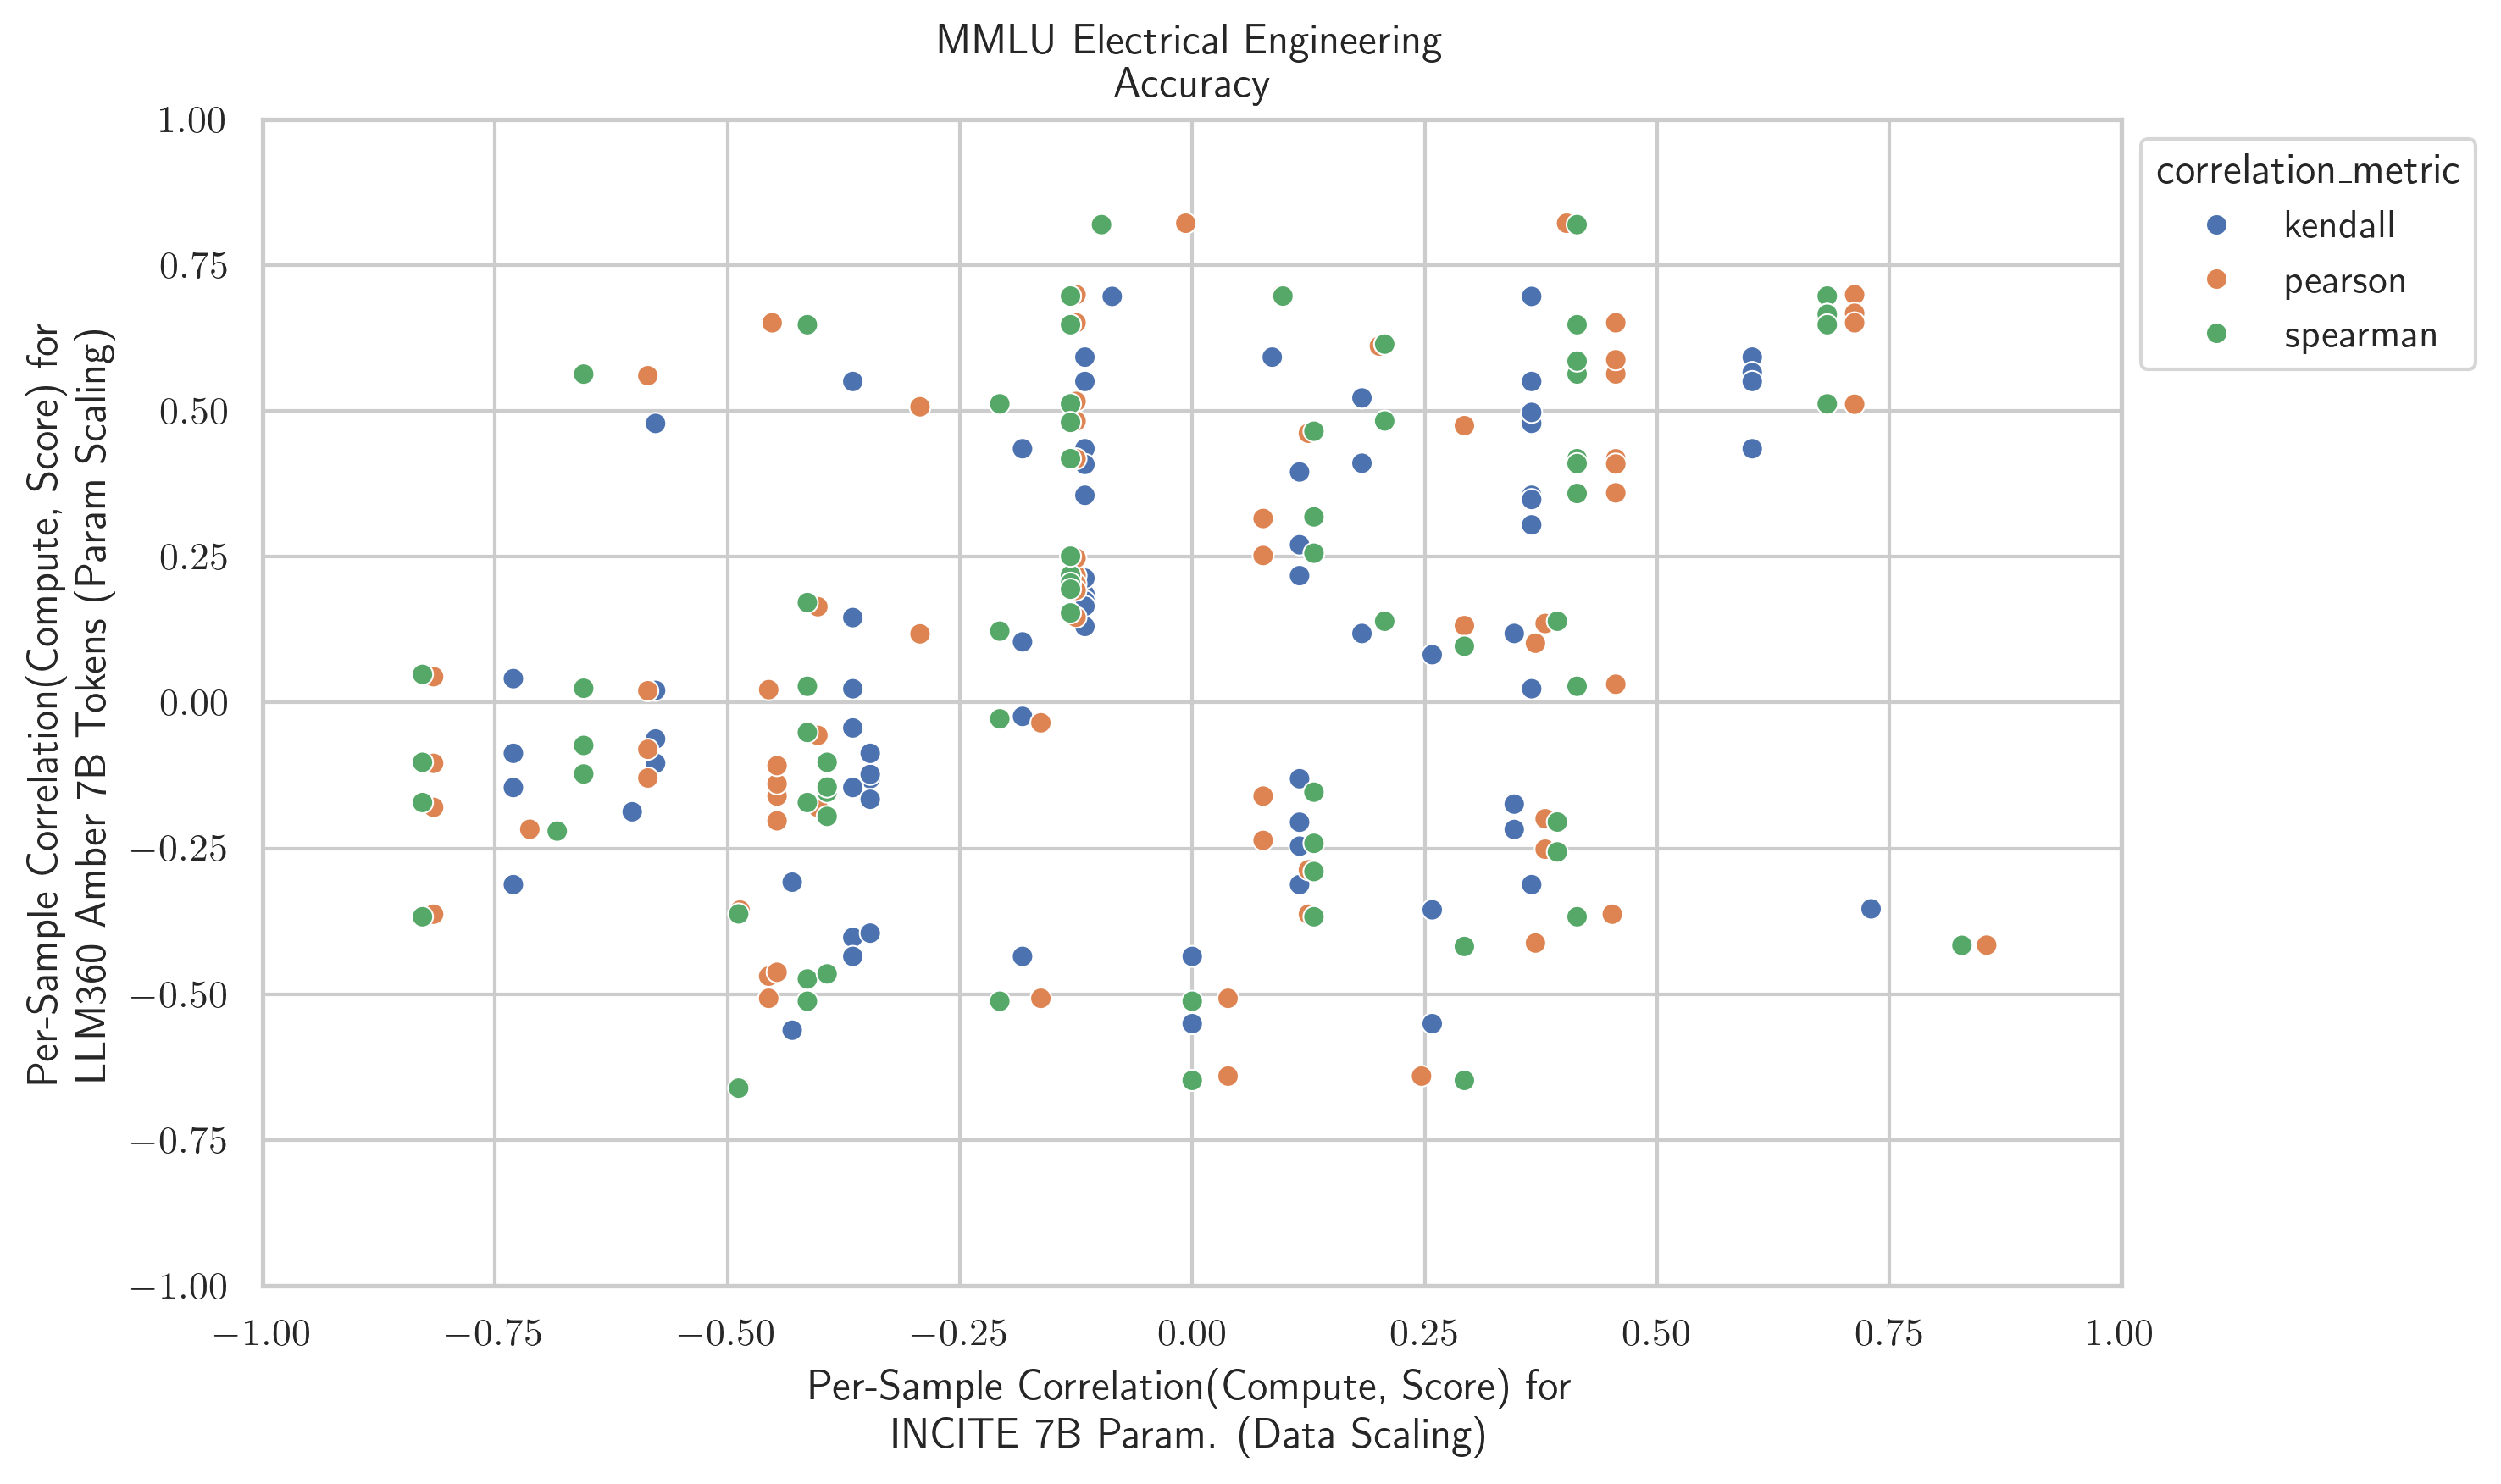 MMLU Electrical Engineering
Accuracy
1.00
0.75
0.50
0.25
0.00
−0.25
−0.50
−0.75
−1.00
Per-Sample Correlation(Compute, Score) for
LLM360 Amber 7B Tokens (Param Scaling)
correlation_metric
kendall
pearson
spearman
−1.00 −0.75 −0.50 −0.25 0.00 0.25 0.50 0.75 1.00
Per-Sample Correlation(Compute, Score) for
INCITE 7B Param. (Data Scaling)